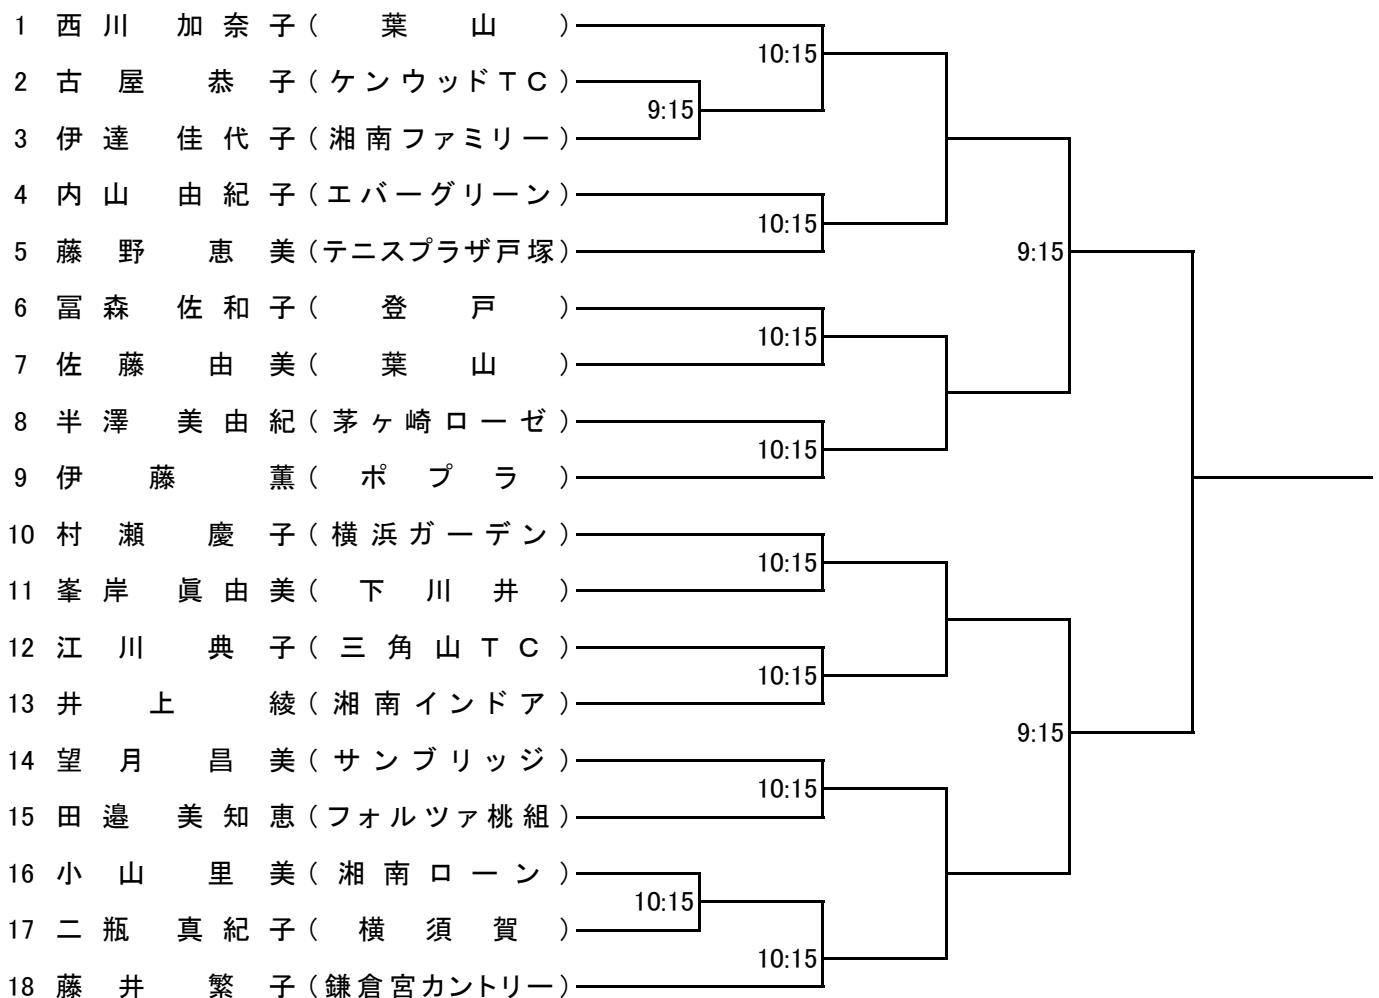 1 西川 加奈子(葉山)
10:15
2 古屋 恭子(ケンウッドTC)
9:15
3 伊達 佳代子(湘南ファミリー)
4 内山 由紀子(エバーグリーン)
10:15
5 藤野 恵美(テニスプラザ戸塚)
9:15
6 冨森 佐和子(登戸)
10:15
7 佐藤 由美(葉山)
8 半澤 美由紀(茅ヶ崎ローゼ)
10:15
9 伊藤 薫(ポプラ)
10 村瀬 慶子(横浜ガーデン)
10:15
11 峯岸 眞由美(下川井)
12 江川 典子(三角山TC)
10:15
13 井上 綾(湘南インドア)
9:15
14 望月 昌美(サンブリッジ)
10:15
15 田邉 美知恵(フォルツァ桃組)
16 小山 里美(湘南ローン)
10:15
17 二瓶 真紀子(横須賀)
10:15
18 藤井 繁子(鎌倉宮カントリー)